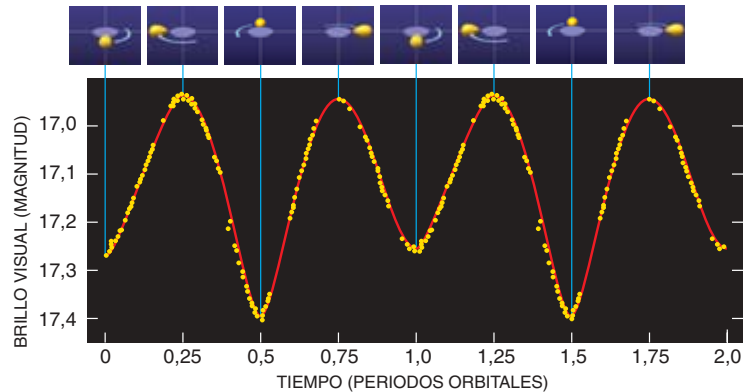 BRILLO VISUAL (MAGNITUD)
17,0
17,1
17,2
17,3
17,4
0 0,25 0,5 0,75 1,0 1,25 1,5 1,75 2,0
TIEMPO (PERIODOS ORBITALES)